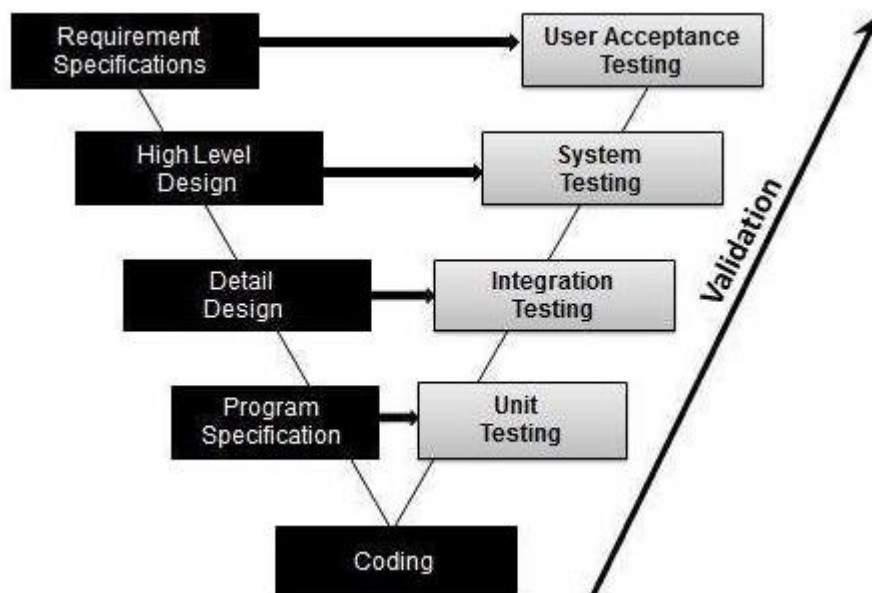 Requirement
Specifications
User Acceptance
Testing
High Level
Design
System
Testing
Detail
Design
Integration
Testing
Program
Specification
Unit
Testing
Coding
Validation